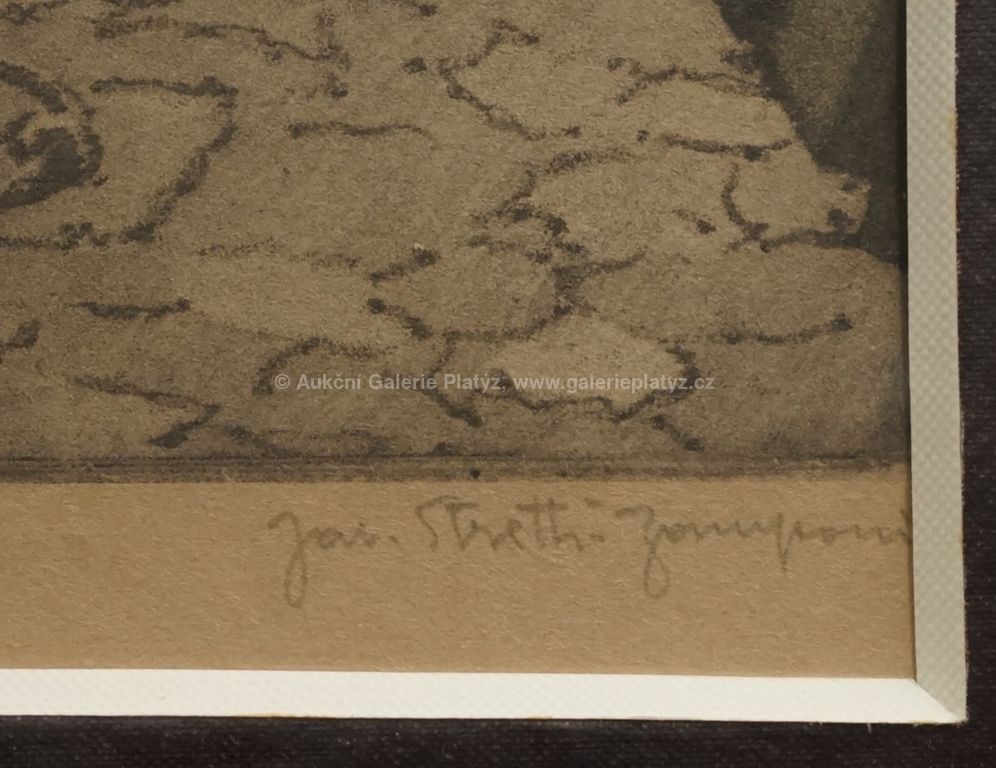 © Aukční Galerie Platýz, www.galerieplatyz.cz
Jar. Stretti-Zamponi